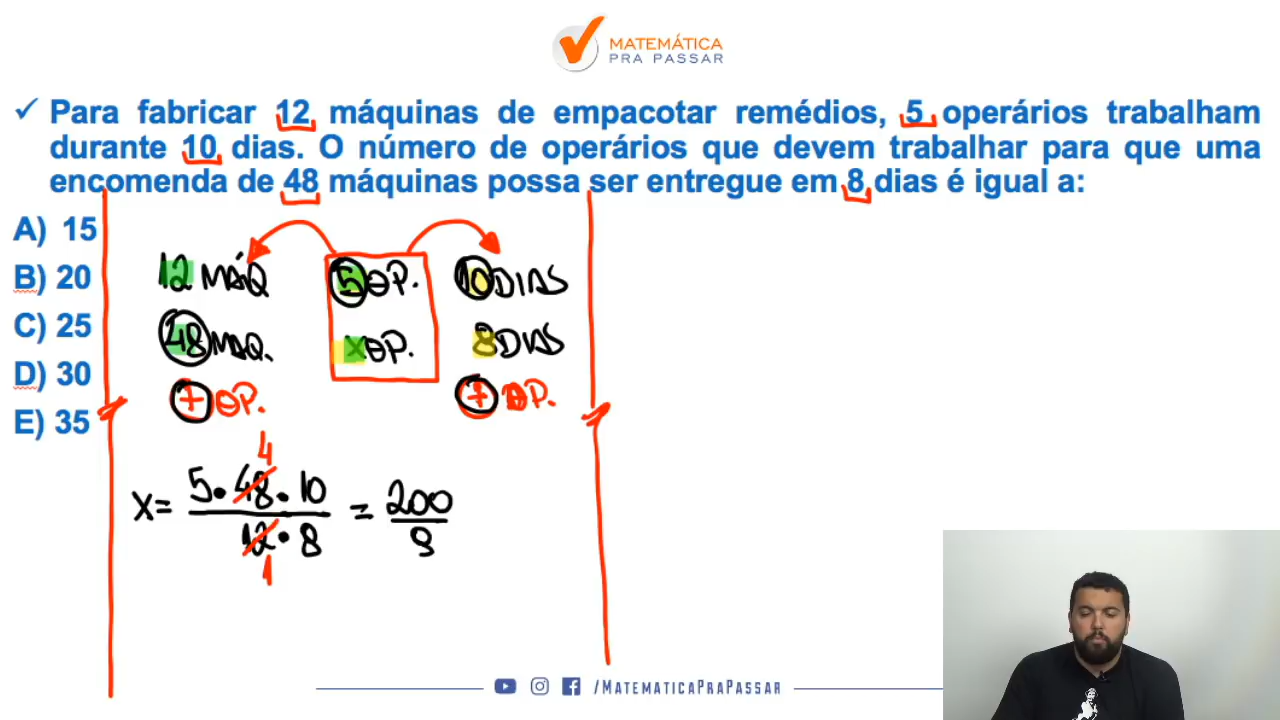 MATEMÁTICA
PRA PASSAR
✓ Para fabricar 12 máquinas de empacotar remédios, 5 operários trabalham
durante 10 dias. O número de operários que devem trabalhar para que uma
encomenda de 48 máquinas possa ser entregue em 8 dias é igual a:
A) 15
B) 20
C) 25
D) 30
E) 35
12 MÁQ 5 OP. 10 DIAS
48 MAQ. X OP. 8 DIAS
+ OP. + OP.
4
X = 5 • 48 • 10 / 12 • 8 = 200 / 8
1
/MATEMATICAPRAPASSAR